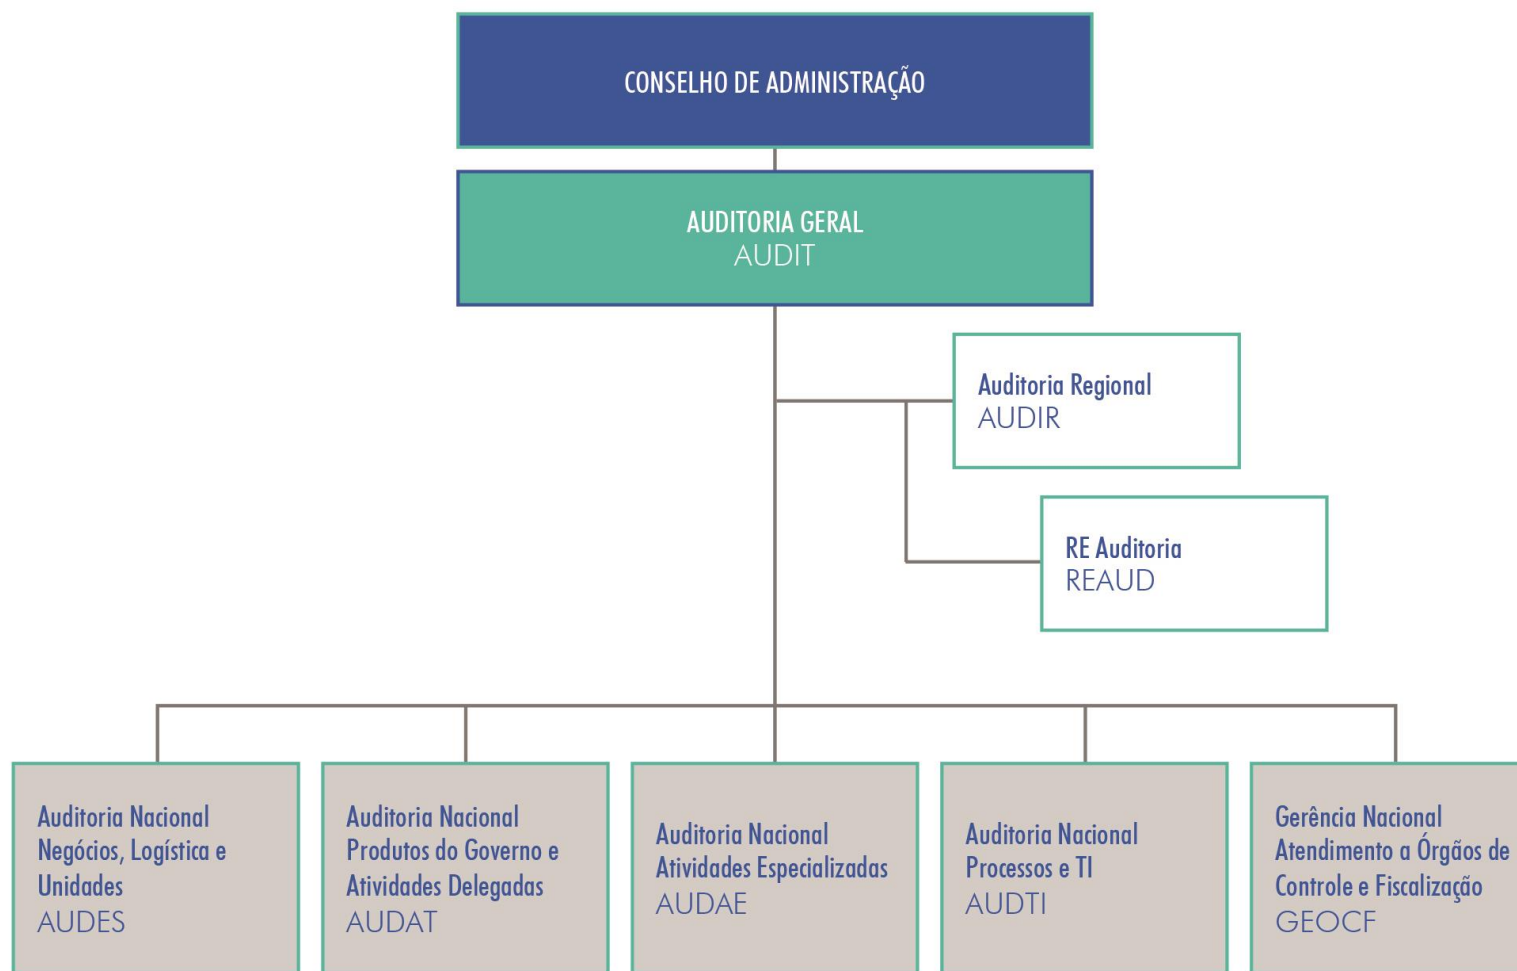 CONSELHO DE ADMINISTRAÇÃO
AUDITORIA GERAL
AUDIT
Auditoria Regional
AUDIR
RE Auditoria
REAUD
Auditoria Nacional
Negócios, Logística e
Unidades
AUDES
Auditoria Nacional
Produtos do Governo e
Atividades Delegadas
AUDAT
Auditoria Nacional
Atividades Especializadas
AUDAE
Auditoria Nacional
Processos e TI
AUDTI
Gerência Nacional
Atendimento a Órgãos de
Controle e Fiscalização
GEOCF